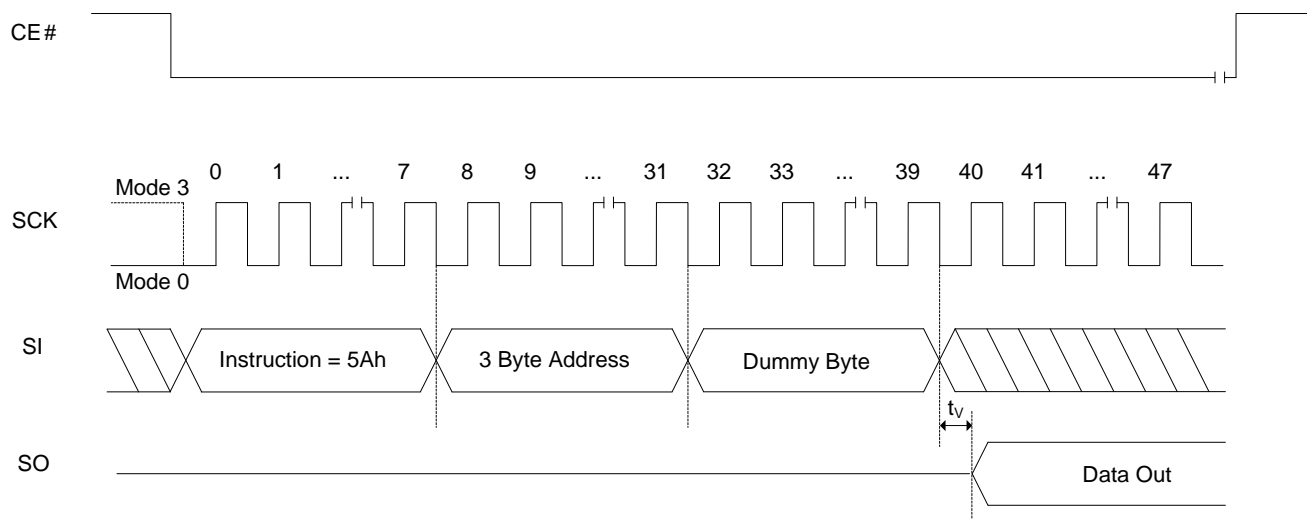 CE#
0 1 ... 7 8 9 ... 31 32 33 ... 39 40 41 ... 47
Mode 3
SCK
Mode 0
SI
Instruction = 5Ah
3 Byte Address
Dummy Byte
tV
SO
Data Out